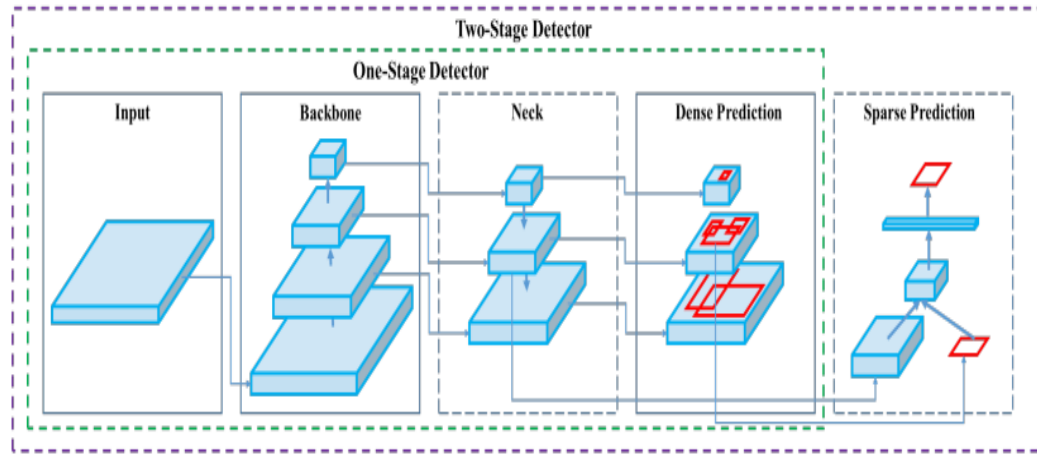 Two-Stage Detector
One-Stage Detector
Input
Backbone
Neck
Dense Prediction
Sparse Prediction